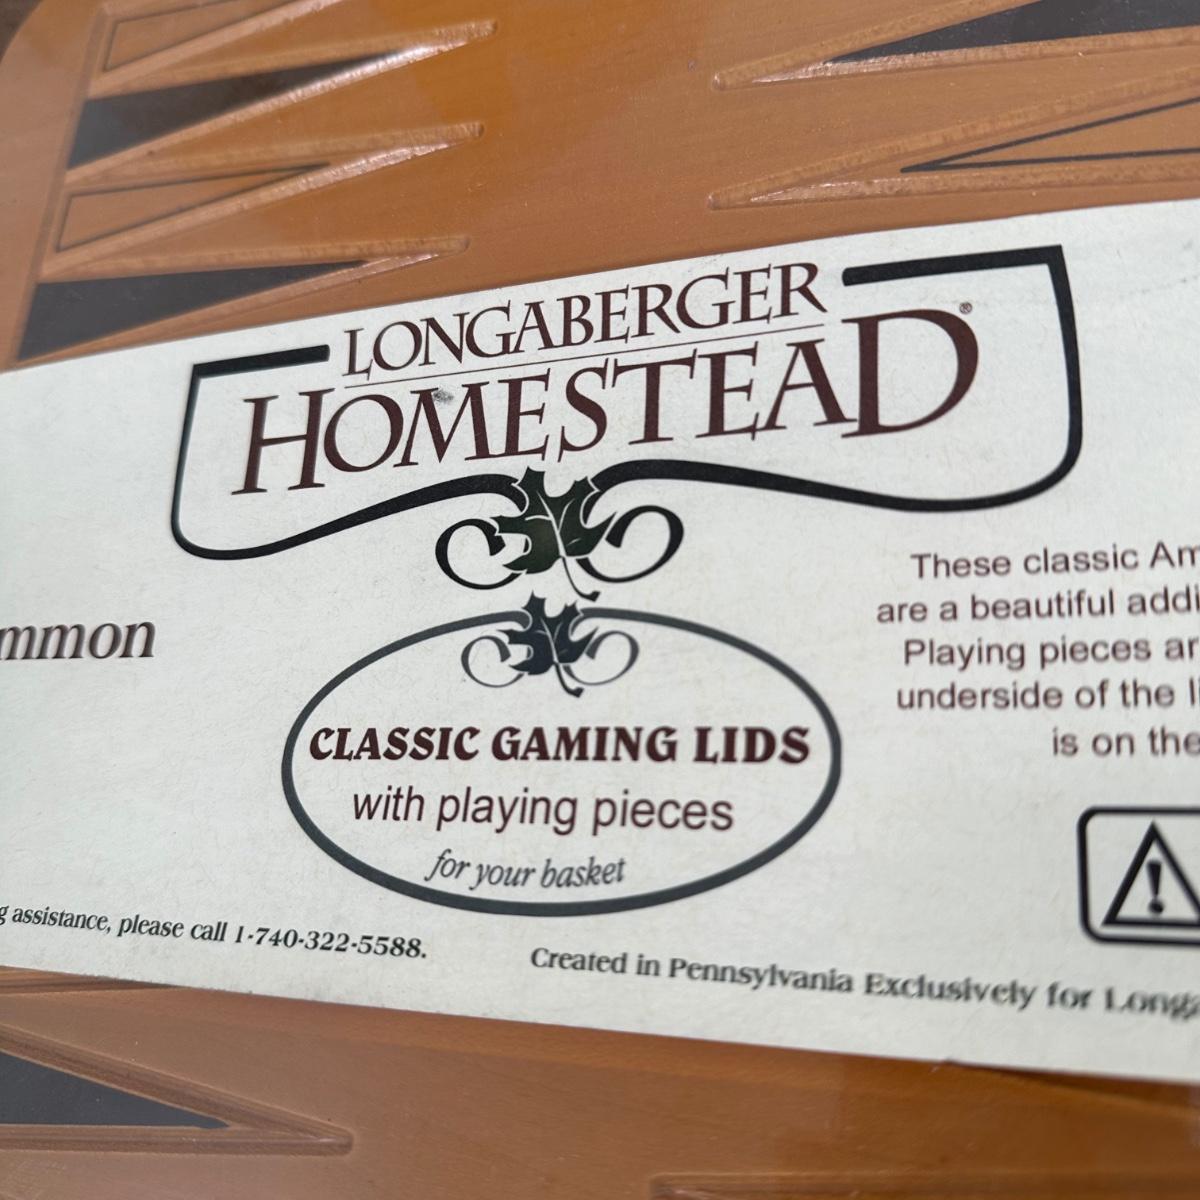 LONGABERGER
HOMESTEAD®
mmon
These classic Am
are a beautiful addi
Playing pieces ar
underside of the li
is on the
CLASSIC GAMING LIDS
with playing pieces
for your basket
g assistance, please call 1-740-322-5588.
Created in Pennsylvania Exclusively for Longa